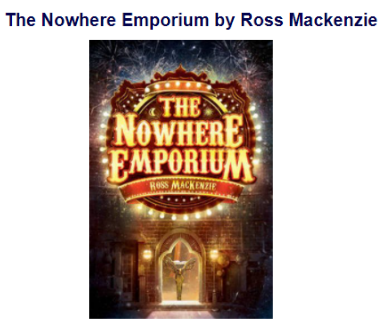 The Nowhere Emporium by Ross Mackenzie
THE
NOWHERE
EMPORIUM
ROSS MACKENZIE